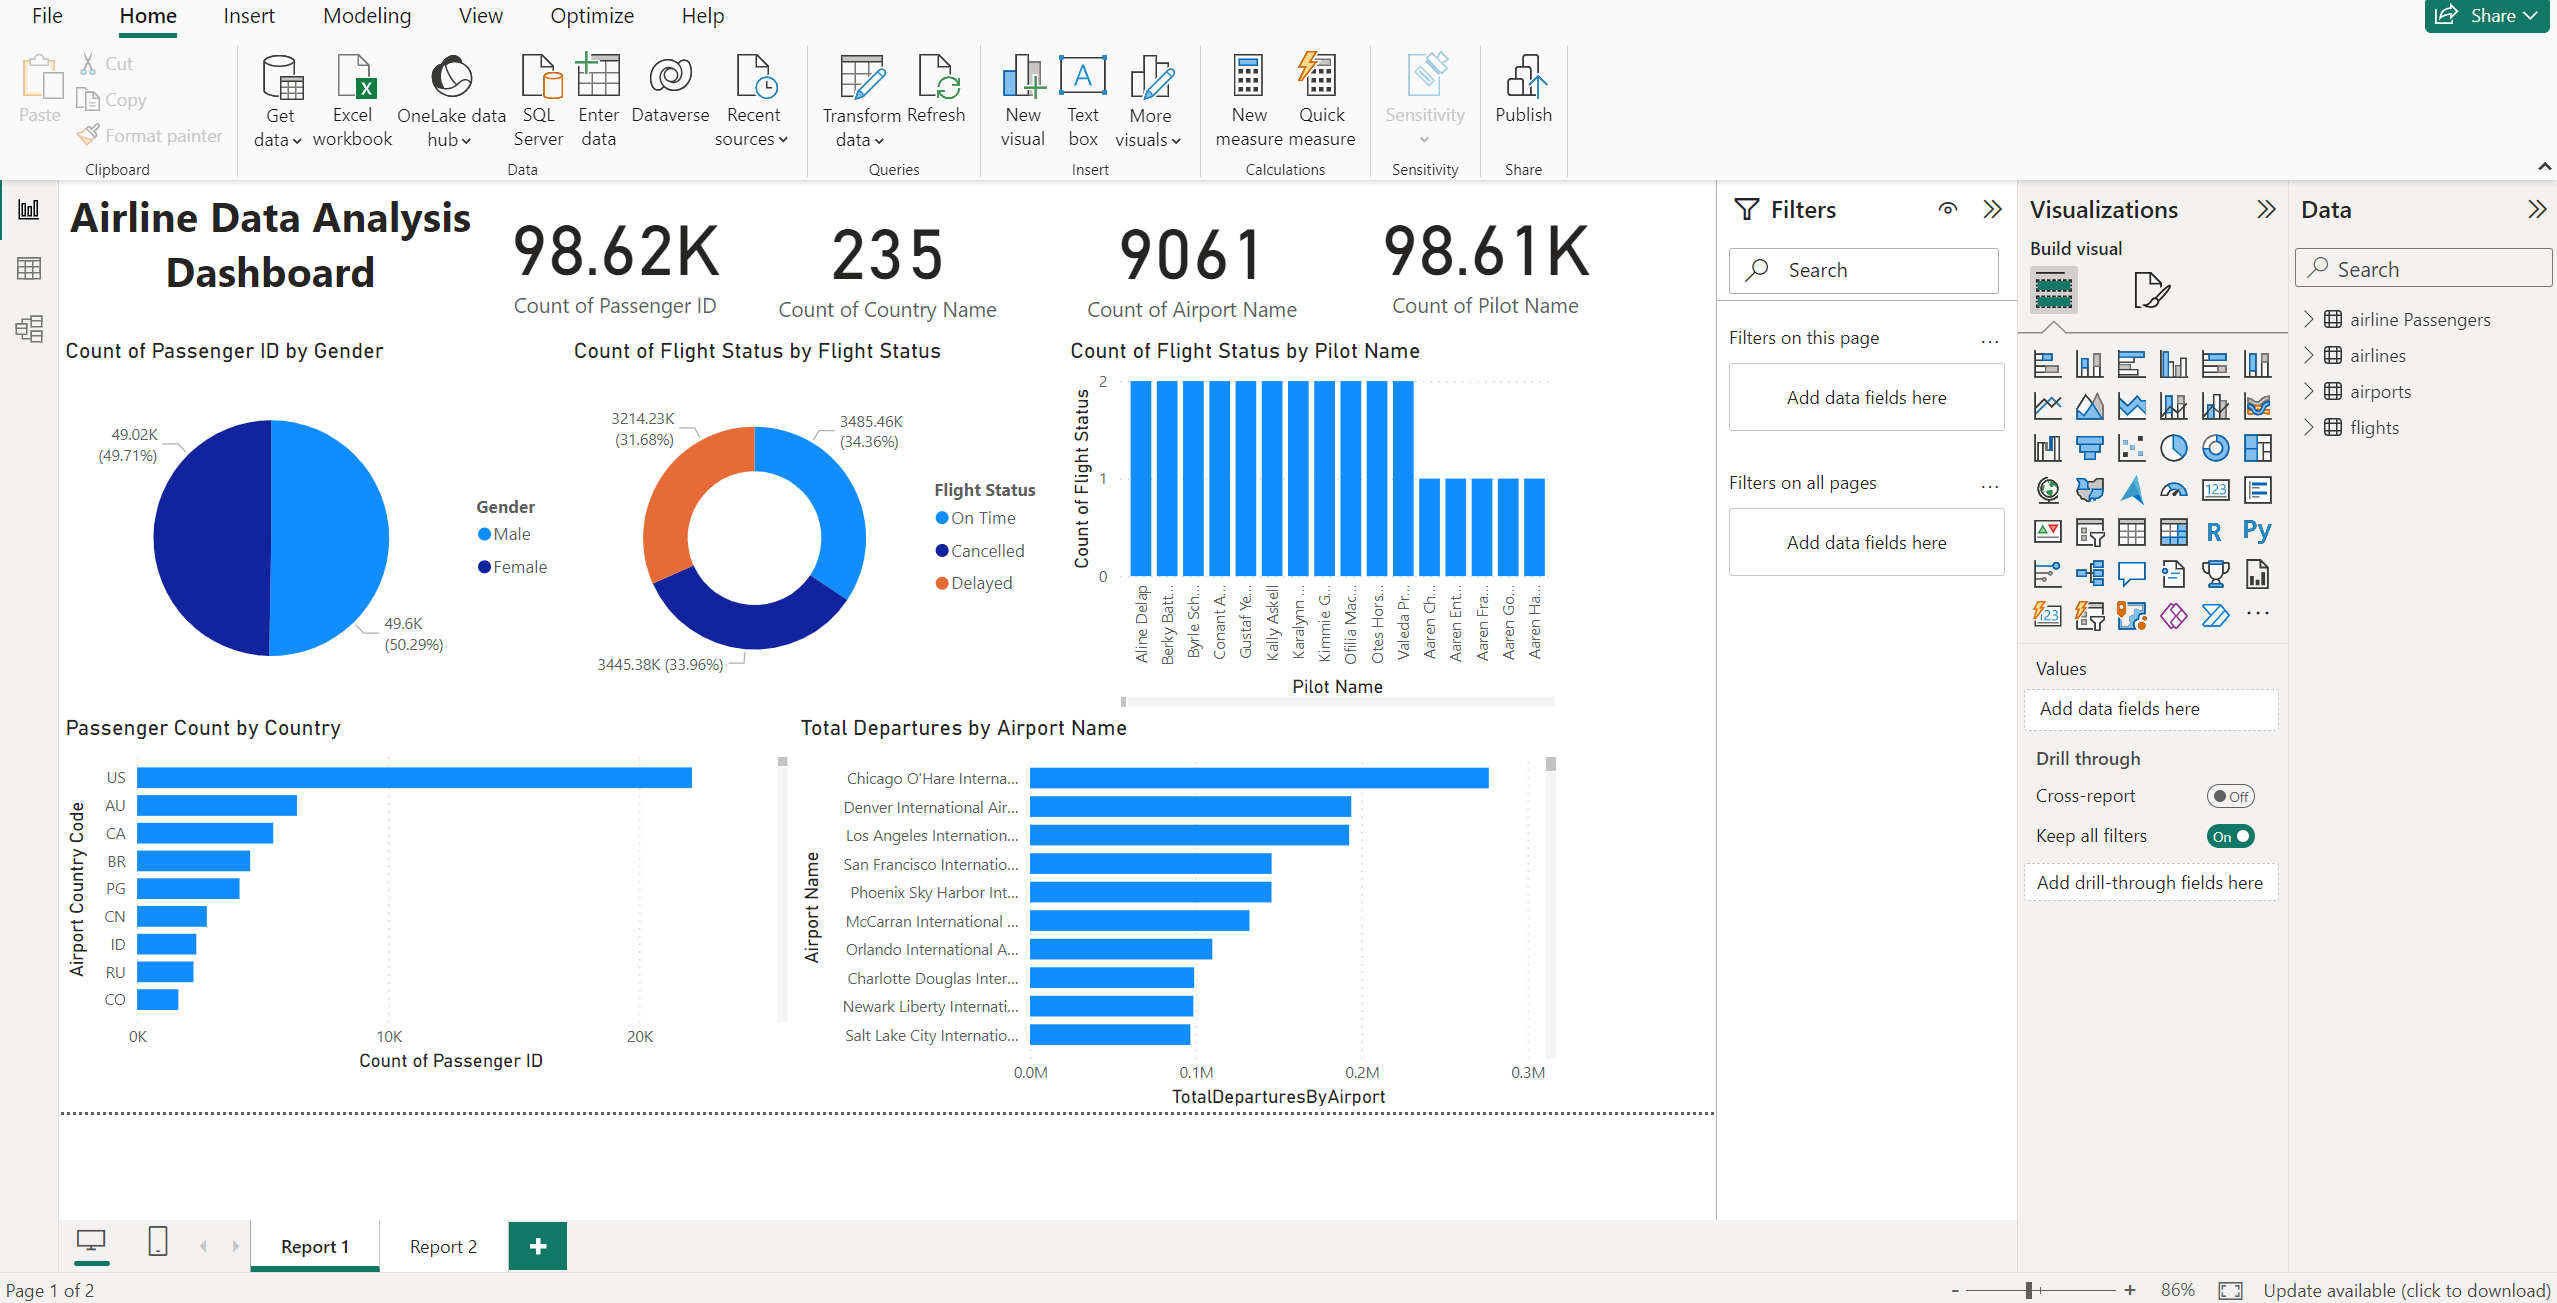 File
Home
Insert
Modeling
View
Optimize
Help
Share
Paste
Cut
Copy
Format painter
Clipboard
Get
data
Excel
workbook
OneLake data
hub
SQL
Server
Enter
data
Dataverse
Recent
sources
Data
Transform
data
Refresh
Queries
New
visual
A
Text
box
More
visuals
Insert
New
measure
Quick
measure
Calculations
Sensitivity
Sensitivity
Publish
Share
Airline Data Analysis
Dashboard
98.62K
Count of Passenger ID
235
Count of Country Name
9061
Count of Airport Name
98.61K
Count of Pilot Name
Count of Passenger ID by Gender
49.02K
(49.71%)
49.6K
(50.29%)
Gender
Male
Female
Count of Flight Status by Flight Status
3214.23K
(31.68%)
3485.46K
(34.36%)
3445.38K (33.96%)
Flight Status
On Time
Cancelled
Delayed
Count of Flight Status by Pilot Name
Count of Flight Status
2
1
0
Aline Delap
Berky Batt...
Byrle Sch...
Conant A...
Gustaf Ye...
Kally Askell
Karalynn ...
Kimmie G...
Ofilia Mac...
Otes Hors...
Valeda Pr...
Aaren Ch...
Aaren Ent...
Aaren Fra...
Aaren Go...
Aaren Ha...
Pilot Name
Passenger Count by Country
Airport Country Code
US
AU
CA
BR
PG
CN
ID
RU
CO
0K
10K
20K
Count of Passenger ID
Total Departures by Airport Name
Airport Name
Chicago O'Hare Interna...
Denver International Air...
Los Angeles Internation...
San Francisco Internatio...
Phoenix Sky Harbor Int...
McCarran International ...
Orlando International A...
Charlotte Douglas Inter...
Newark Liberty Internati...
Salt Lake City Internatio...
0.0M
0.1M
0.2M
0.3M
TotalDeparturesByAirport
Filters
Search
Filters on this page
...
Add data fields here
Filters on all pages
...
Add data fields here
Visualizations
Build visual
123
R
Py
123
...
Values
Add data fields here
Drill through
Cross-report
Off
Keep all filters
On
Add drill-through fields here
Data
Search
airline Passengers
airlines
airports
flights
Report 1
Report 2
+
Page 1 of 2
-
+
86%
Update available (click to download)